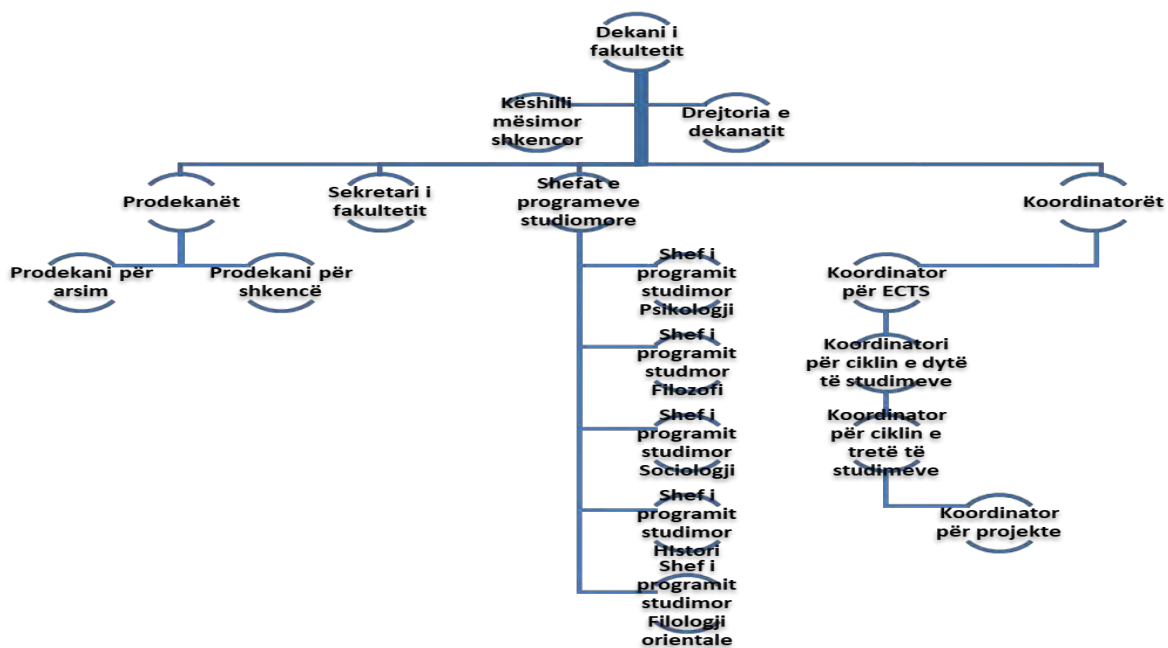 Dekani i
fakultetit
Këshilli
mësimor
shkencor
Drejtoria e
dekanatit
Prodekanët
Sekretari i
fakultetit
Shefat e
programeve
studiomore
Koordinatorët
Prodekani për
arsim
Prodekani për
shkencë
Shef i
programit
studimor
Psikologji
Shef i
programit
studmor
Filozofi
Shef i
programit
studimor
Sociologji
Shef i
programit
studimor
HIstori
Shef i
programit
studimor
Filologji
orientale
Koordinator
për ECTS
Koordinatori
për ciklin e dytë
të studimeve
Koordinator
për ciklin e
tretë të
studimeve
Koordinator
për projekte